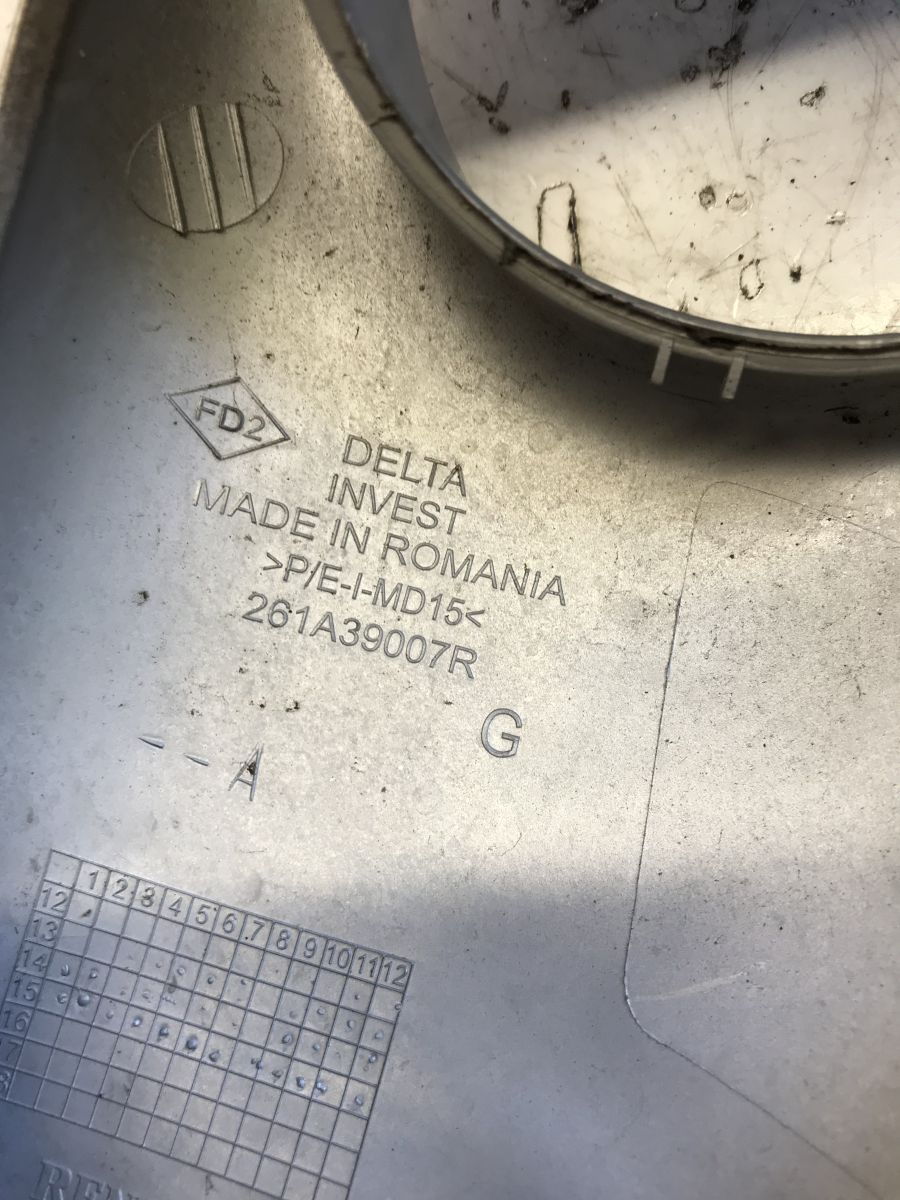 FD2
DELTA
INVEST
MADE IN ROMANIA
>P/E-I-MD15<
261A39007R
G
A
1 2 3 4 5 6 7 8 9 10 11 12
12
13
14
15
16